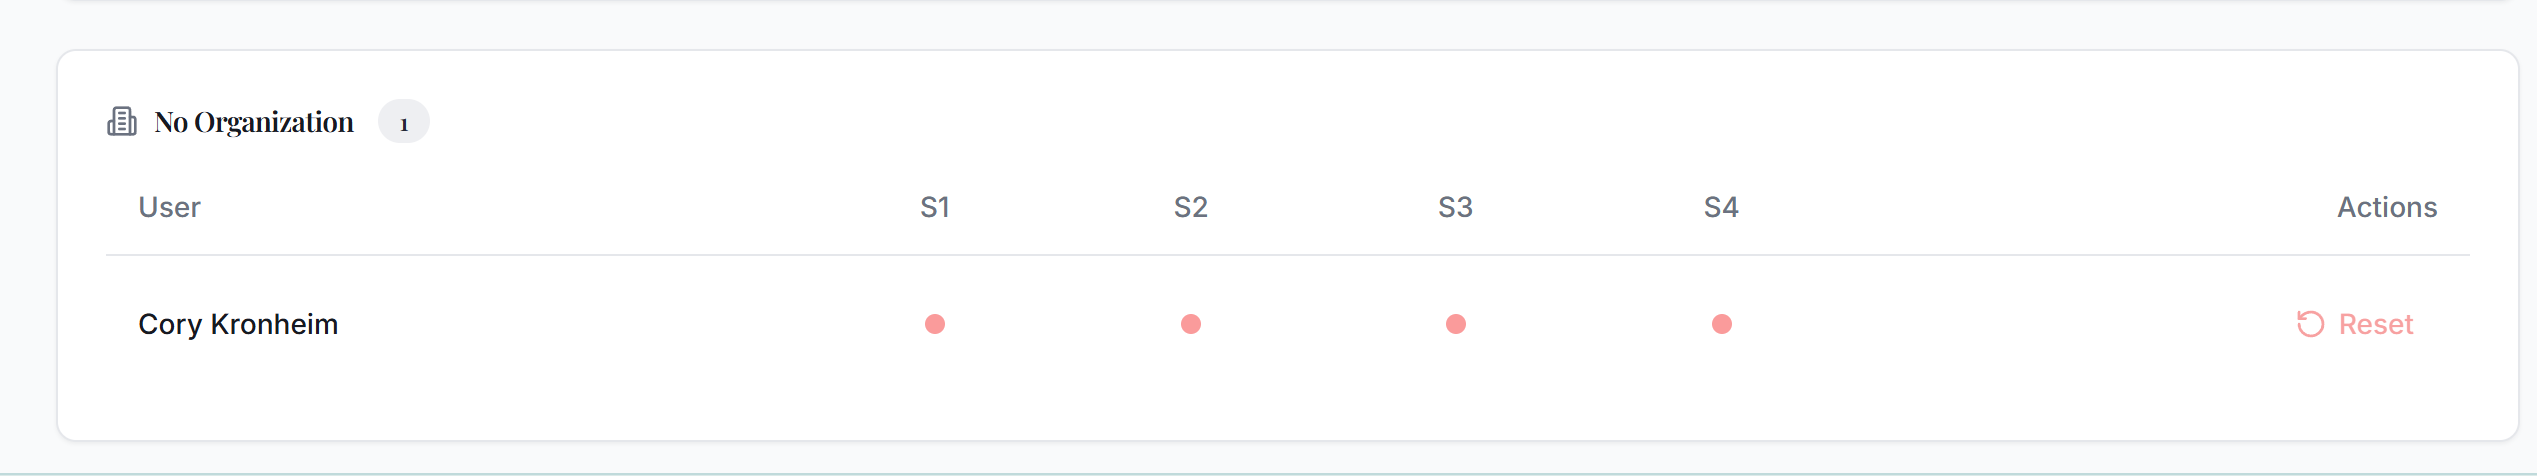 No Organization 1
User S1 S2 S3 S4 Actions
Cory Kronheim Reset